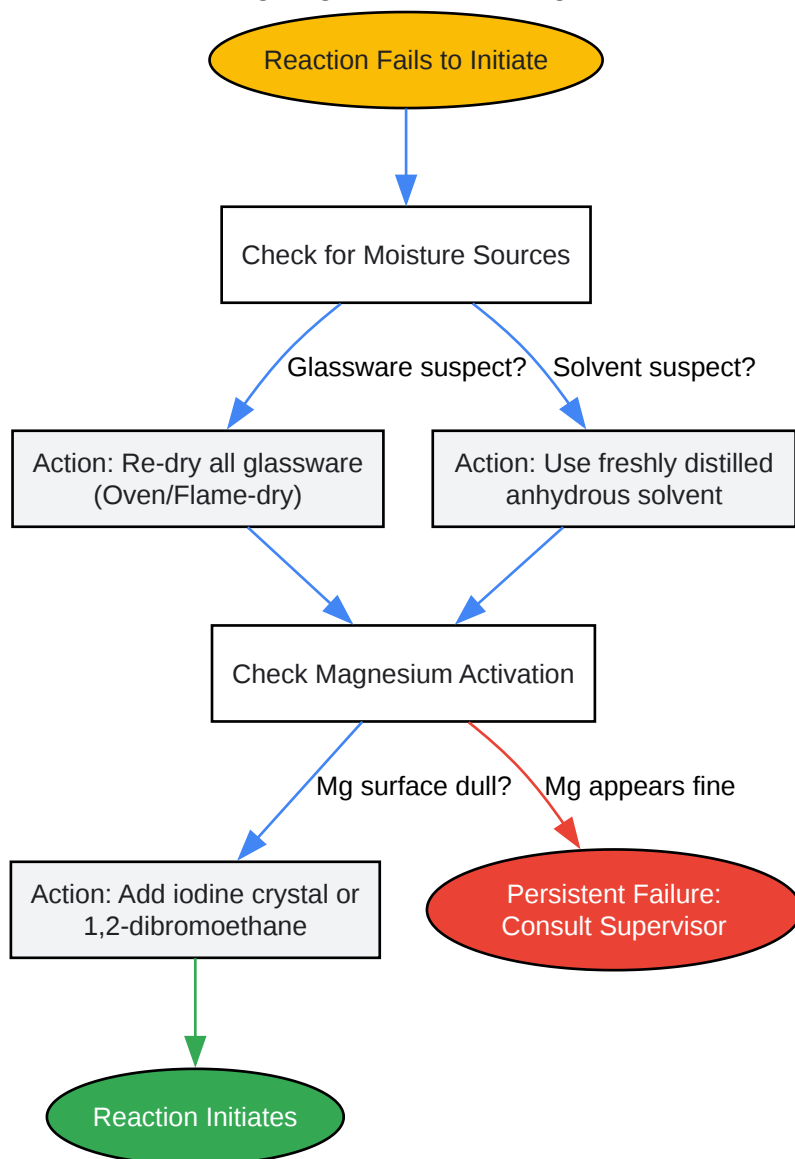 Reaction Fails to Initiate
Check for Moisture Sources
Glassware suspect?
Solvent suspect?
Action: Re-dry all glassware
(Oven/Flame-dry)
Action: Use freshly distilled
anhydrous solvent
Check Magnesium Activation
Mg surface dull?
Mg appears fine
Action: Add iodine crystal or
1,2-dibromoethane
Persistent Failure:
Consult Supervisor
Reaction Initiates